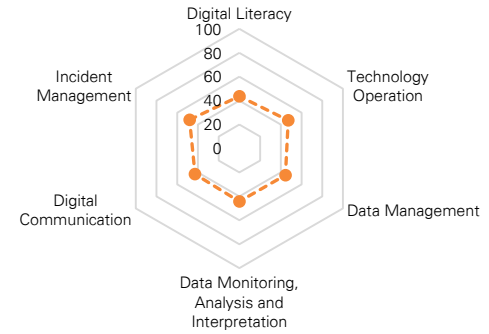 Digital Literacy
100
80
60
40
20
0
Technology
Operation
Data Management
Data Monitoring,
Analysis and
Interpretation
Digital
Communication
Incident
Management